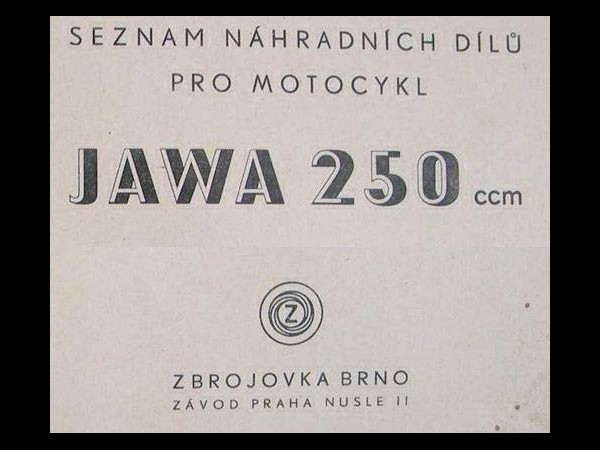 SEZNAM NÁHRADNÍCH DÍLŮ
PRO MOTOCYKL
JAWA 250 ccm
Z
ZBROJOVKA BRNO
ZÁVOD PRAHA NUSLE II